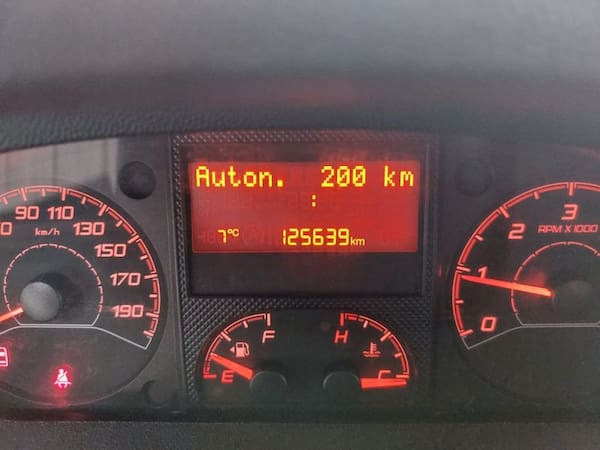 Auton. 200 km
:
7°C 125639km
90 110 130 150 170 190
km/h
0 1 2 3
RPM X 1000
E F
H C